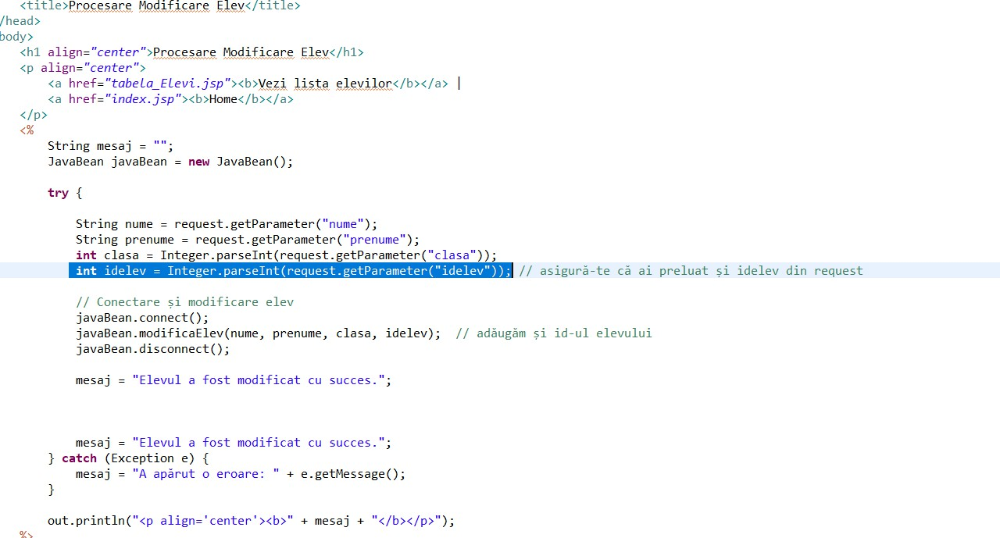 <title>Procesare Modificare Elev</title>
/head>
body>
<h1 align="center">Procesare Modificare Elev</h1>
<p align="center">
<a href="tabela_Elevi.jsp"><b>Vezi lista elevilor</b></a> |
<a href="index.jsp"><b>Home</b></a>
</p>
<%
String mesaj = "";
JavaBean javaBean = new JavaBean();
try {
String nume = request.getParameter("nume");
String prenume = request.getParameter("prenume");
int clasa = Integer.parseInt(request.getParameter("clasa"));
int idelev = Integer.parseInt(request.getParameter("idelev")); // asigură-te că ai preluat și idelev din request
// Conectare și modificare elev
javaBean.connect();
javaBean.modificaElev(nume, prenume, clasa, idelev);  // adăugăm și id-ul elevului
javaBean.disconnect();
mesaj = "Elevul a fost modificat cu succes.";
mesaj = "Elevul a fost modificat cu succes.";
} catch (Exception e) {
mesaj = "A apărut o eroare: " + e.getMessage();
}
out.println("<p align='center'><b>" + mesaj + "</b></p>");
%>